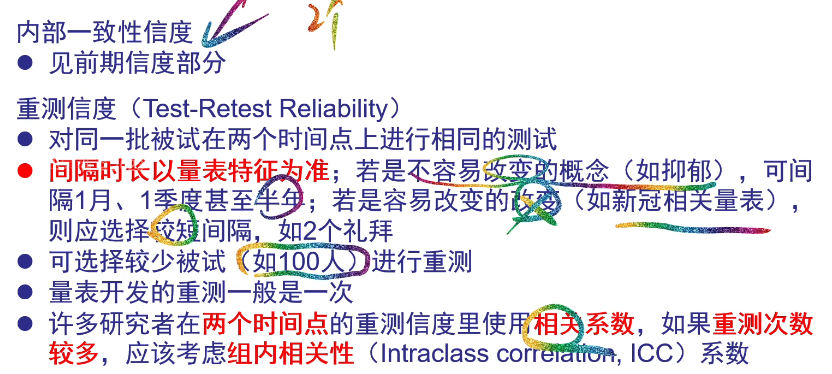 2个
内部一致性信度
● 见前期信度部分
重测信度（Test-Retest Reliability）
● 对同一批被试在两个时间点上进行相同的测试
● 间隔时长以量表特征为准；若是不容易改变的概念（如抑郁），可间
隔1月、1季度甚至半年；若是容易改变的改变（如新冠相关量表），
则应选择较短间隔，如2个礼拜
● 可选择较少被试（如100人）进行重测
● 量表开发的重测一般是一次
● 许多研究者在两个时间点的重测信度里使用相关系数，如果重测次数
较多，应该考虑组内相关性（Intraclass correlation, ICC）系数